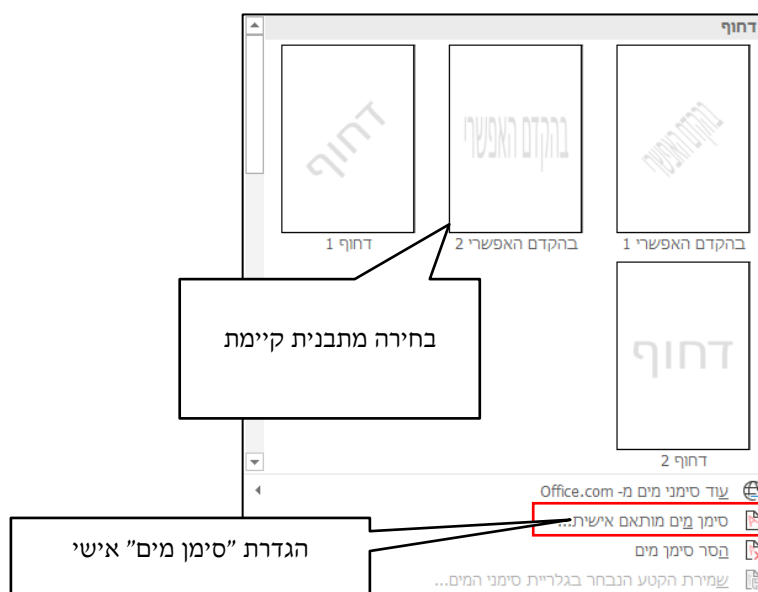 דחוף
בהקדם האפשרי
בהקדם האפשרי
דחוף
בהקדם האפשרי 1
בהקדם האפשרי 2
דחוף 1
בחירה מתבנית קיימת
דחוף
דחוף 2
עוד סימני מים מ- Office.com
סימן מים מותאם אישית...
הגדרת "סימן מים" אישי
הסר סימן מים
שמירת הקטע הנבחר בגלריית סימני המים...